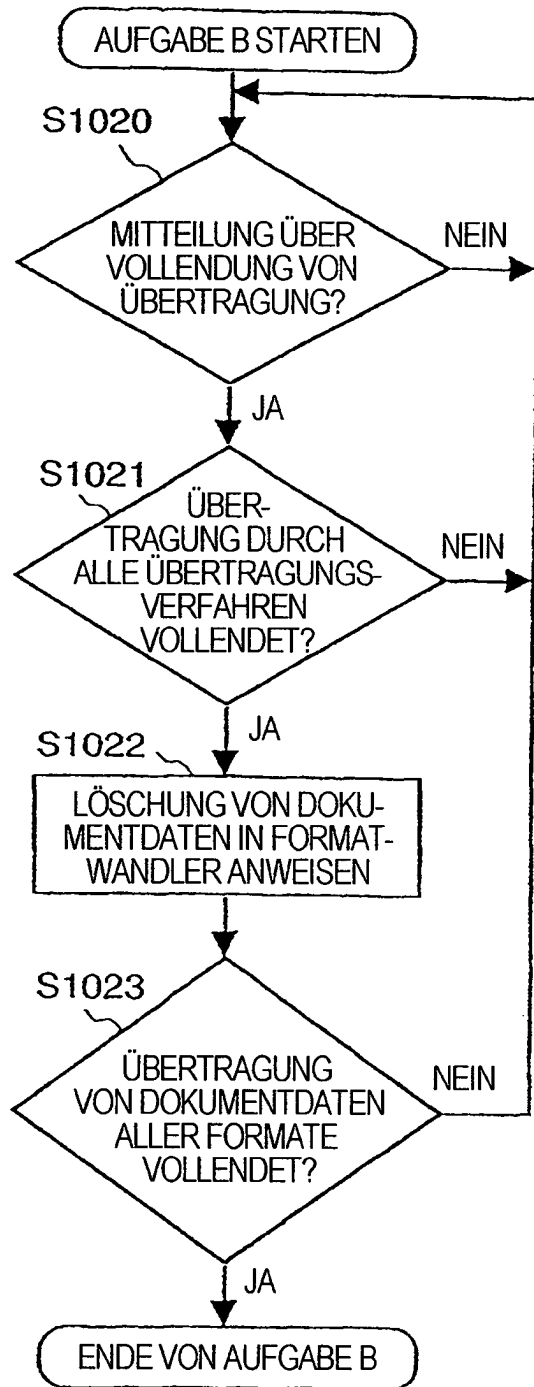 AUFGABE B STARTEN
S1020
MITTEILUNG ÜBER
VOLLENDUNG VON
ÜBERTRAGUNG?
NEIN
JA
S1021
ÜBER-
TRAGUNG DURCH
ALLE ÜBERTRAGUNGS-
VERFAHREN
VOLLENDET?
NEIN
JA
S1022
LÖSCHUNG VON DOKU-
MENTDATEN IN FORMAT-
WANDLER ANWEISEN
S1023
ÜBERTRAGUNG
VON DOKUMENTDATEN
ALLER FORMATE
VOLLENDET?
NEIN
JA
ENDE VON AUFGABE B